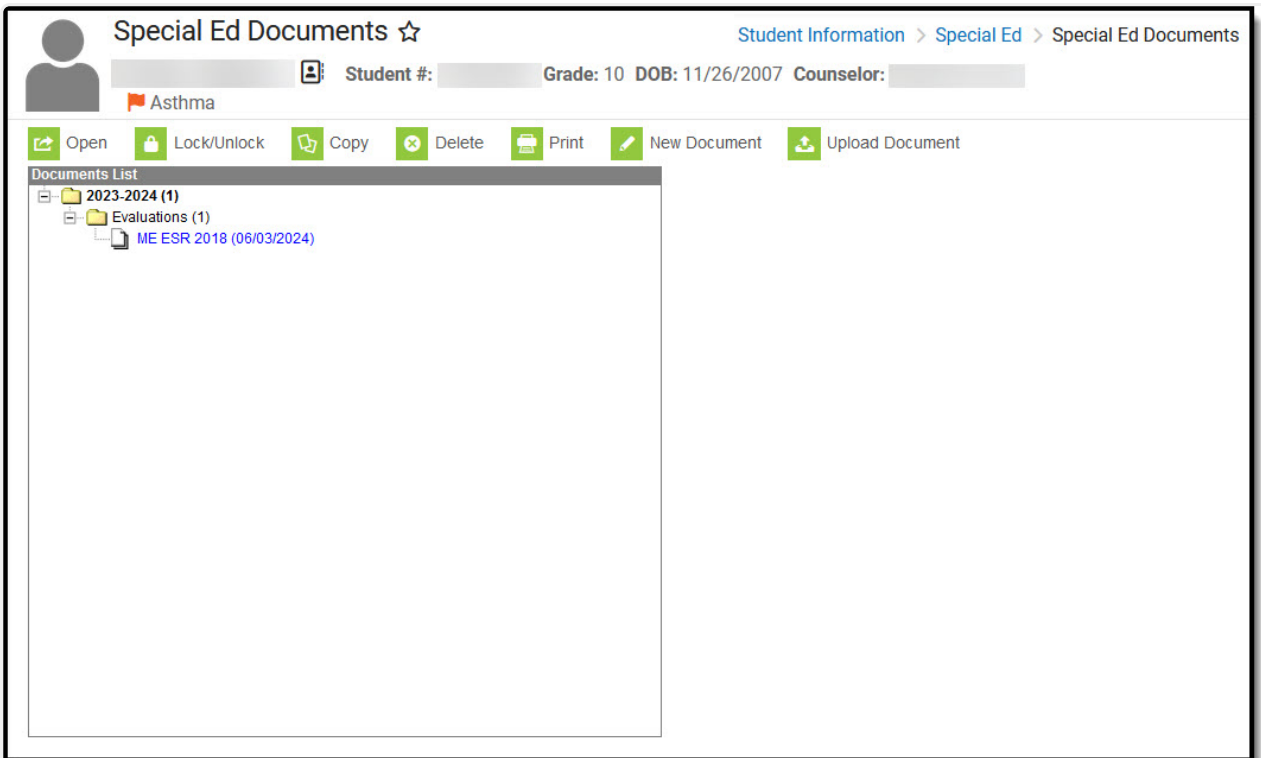 Special Ed Documents
Student Information > Special Ed > Special Ed Documents
Student #: Grade: 10 DOB: 11/26/2007 Counselor:
Asthma
Open Lock/Unlock Copy Delete Print New Document Upload Document
Documents List
2023-2024 (1)
Evaluations (1)
ME ESR 2018 (06/03/2024)